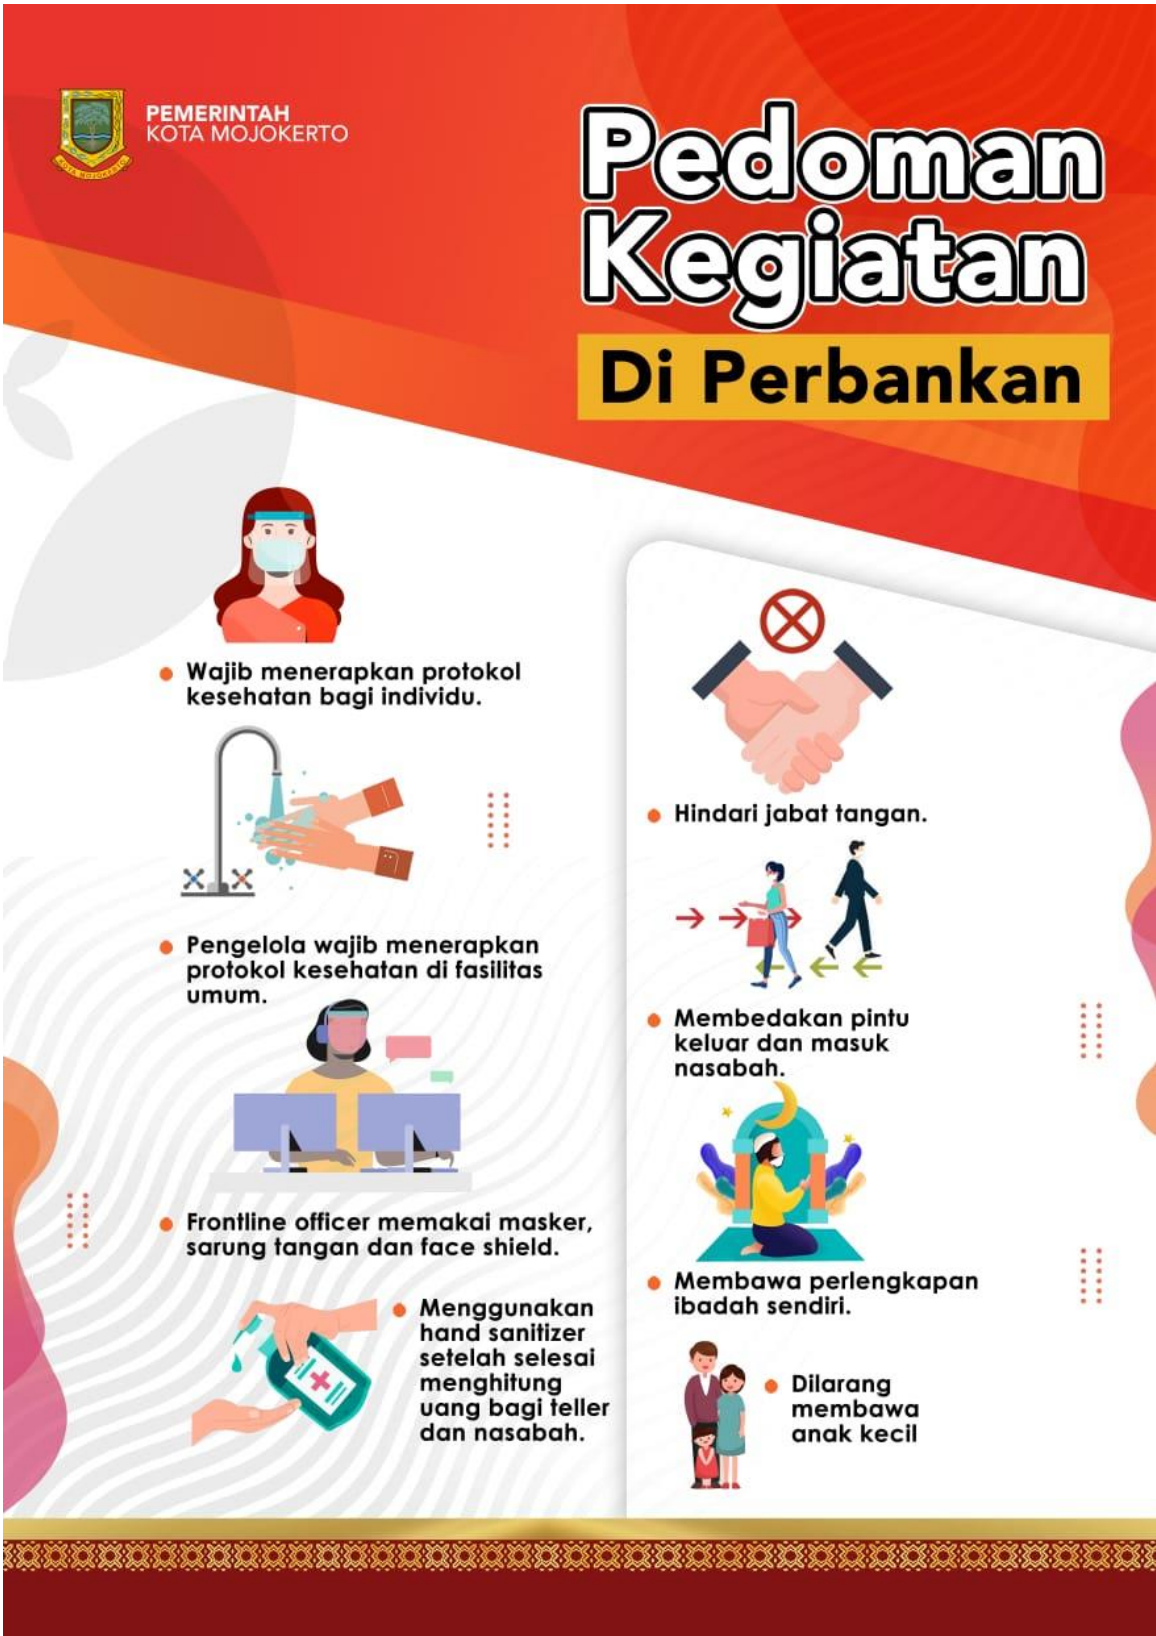 PEMERINTAH
KOTA MOJOKERTO
KOTA MOJOKERTO
Pedoman
Kegiatan
Di Perbankan
Wajib menerapkan protokol
kesehatan bagi individu.
Pengelola wajib menerapkan
protokol kesehatan di fasilitas
umum.
Frontline officer memakai masker,
sarung tangan dan face shield.
Menggunakan
hand sanitizer
setelah selesai
menghitung
uang bagi teller
dan nasabah.
Hindari jabat tangan.
Membedakan pintu
keluar dan masuk
nasabah.
Membawa perlengkapan
ibadah sendiri.
Dilarang
membawa
anak kecil